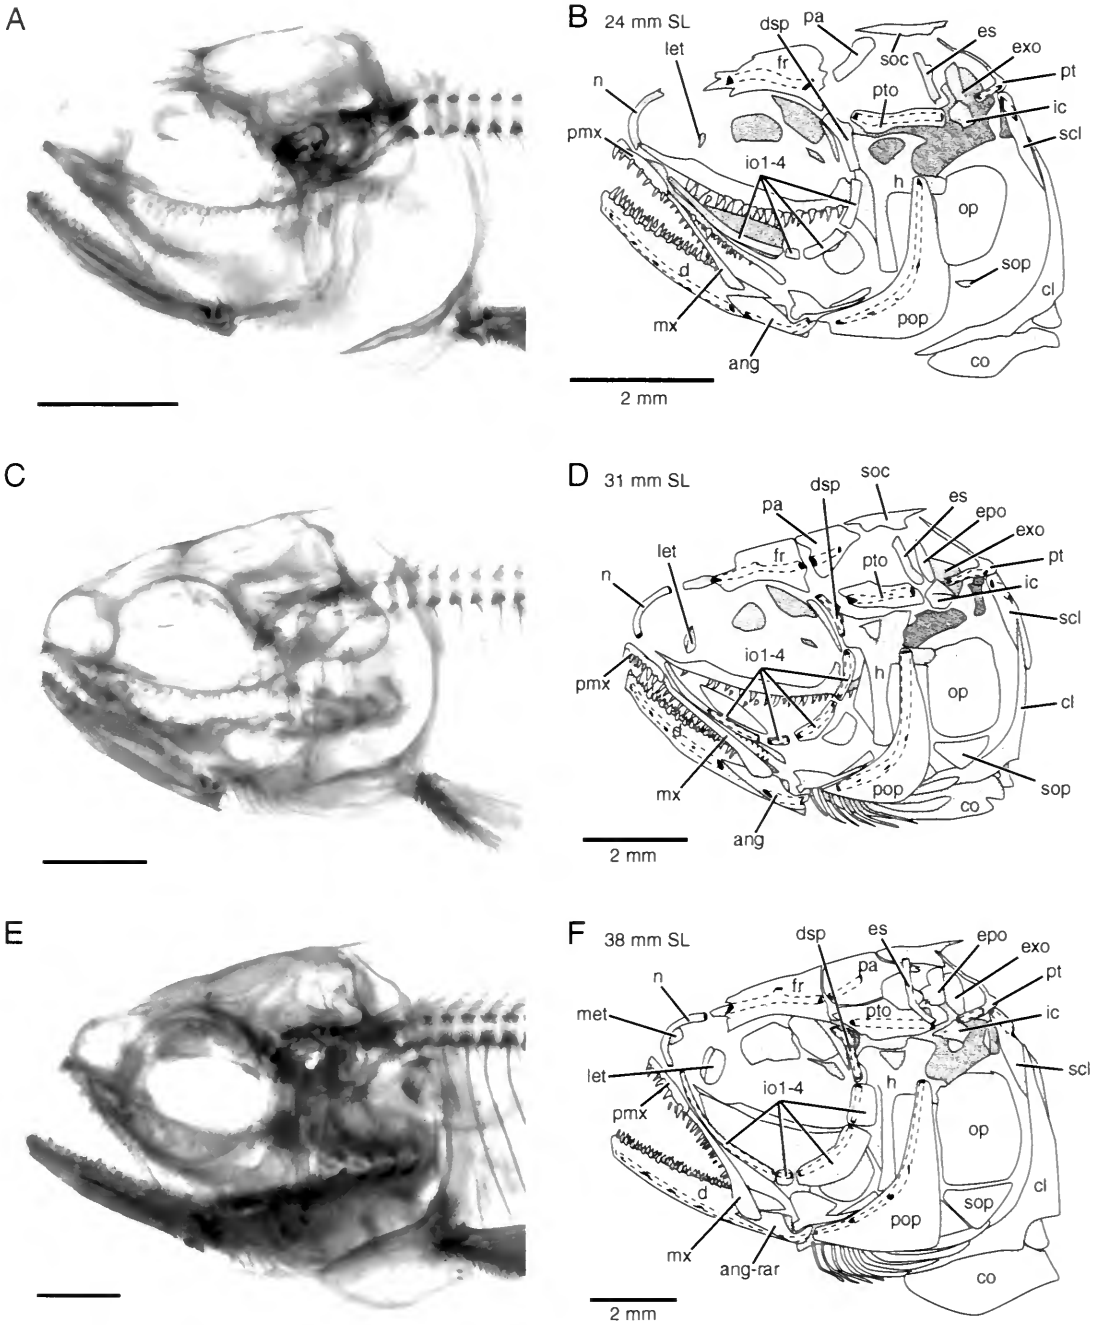 A
B 24 mm SL
dsp
pa
soc
es
exo
pt
let
fr
n
pto
ic
scl
pmx
io1-4
h
op
sop
d
cl
mx
pop
ang
co
2 mm
C
D 31 mm SL
soc
dsp
es
pa
epo
exo
let
fr
pto
pt
n
ic
scl
io1-4
pmx
h
op
cl
d
mx
pop
co
sop
ang
2 mm
E
F 38 mm SL
dsp
es
epo
exo
n
pa
pt
fr
met
pto
ic
let
h
scl
pmx
io1-4
op
d
sop
cl
pop
mx
ang-rar
co
2 mm